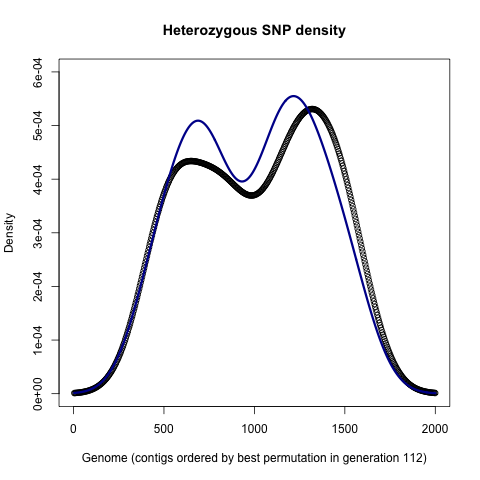 Heterozygous SNP density
Density
6e-04
5e-04
4e-04
3e-04
2e-04
1e-04
0e+00
0 500 1000 1500 2000
Genome (contigs ordered by best permutation in generation 112)